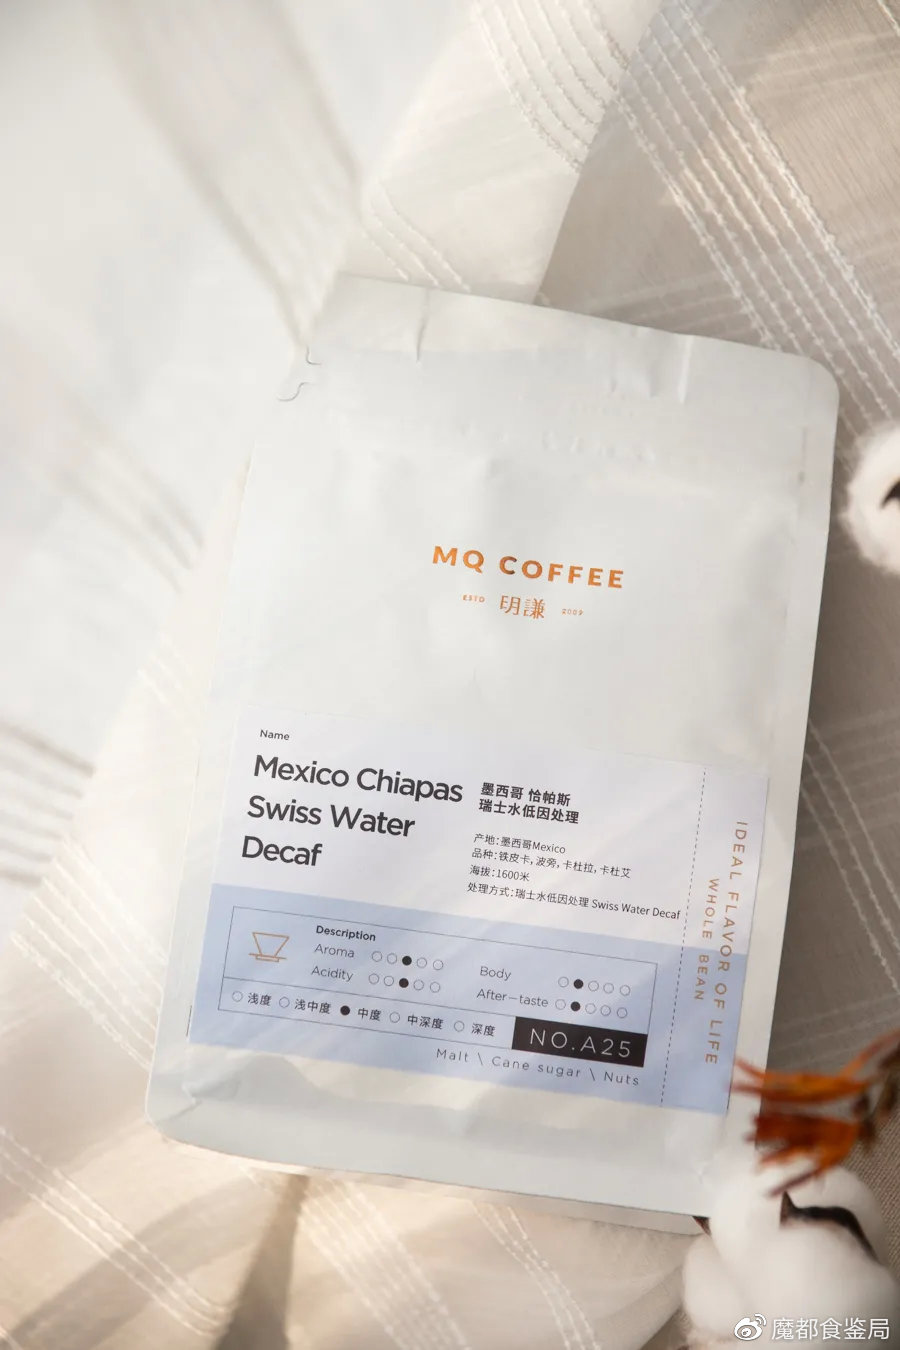 MQ COFFEE
ESTD 明謙 2009
Name
Mexico Chiapas
Swiss Water
Decaf
墨西哥 恰帕斯
瑞士水低因处理
产地:墨西哥Mexico
品种:铁皮卡,波旁,卡杜拉,卡杜艾
海拔:1600米
处理方式:瑞士水低因处理 Swiss Water Decaf
Description
Aroma
Acidity
Body
After—taste
浅度 浅中度 中度 中深度 深度
NO.A25
Malt \ Cane sugar \ Nuts
IDEAL FLAVOR OF LIFE
WHOLE BEAN
魔都食鉴局